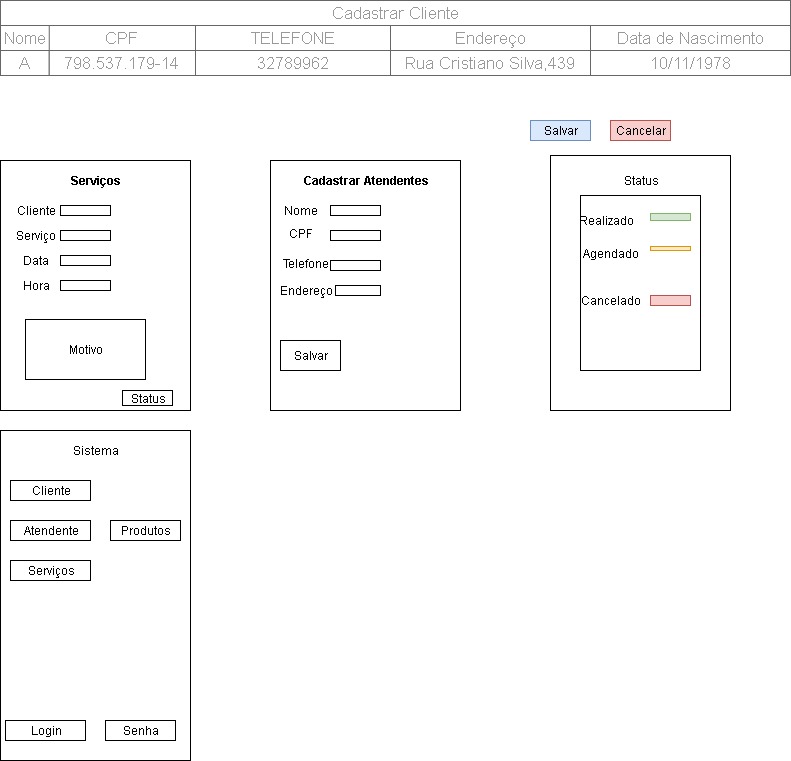 Cadastrar Cliente
Nome CPF TELEFONE Endereço Data de Nascimento
A 798.537.179-14 32789962 Rua Cristiano Silva,439 10/11/1978
Salvar Cancelar
Serviços
Cliente
Serviço
Data
Hora
Motivo
Status
Cadastrar Atendentes
Nome
CPF
Telefone
Endereço
Salvar
Status
Realizado
Agendado
Cancelado
Sistema
Cliente
Atendente Produtos
Serviços
Login Senha